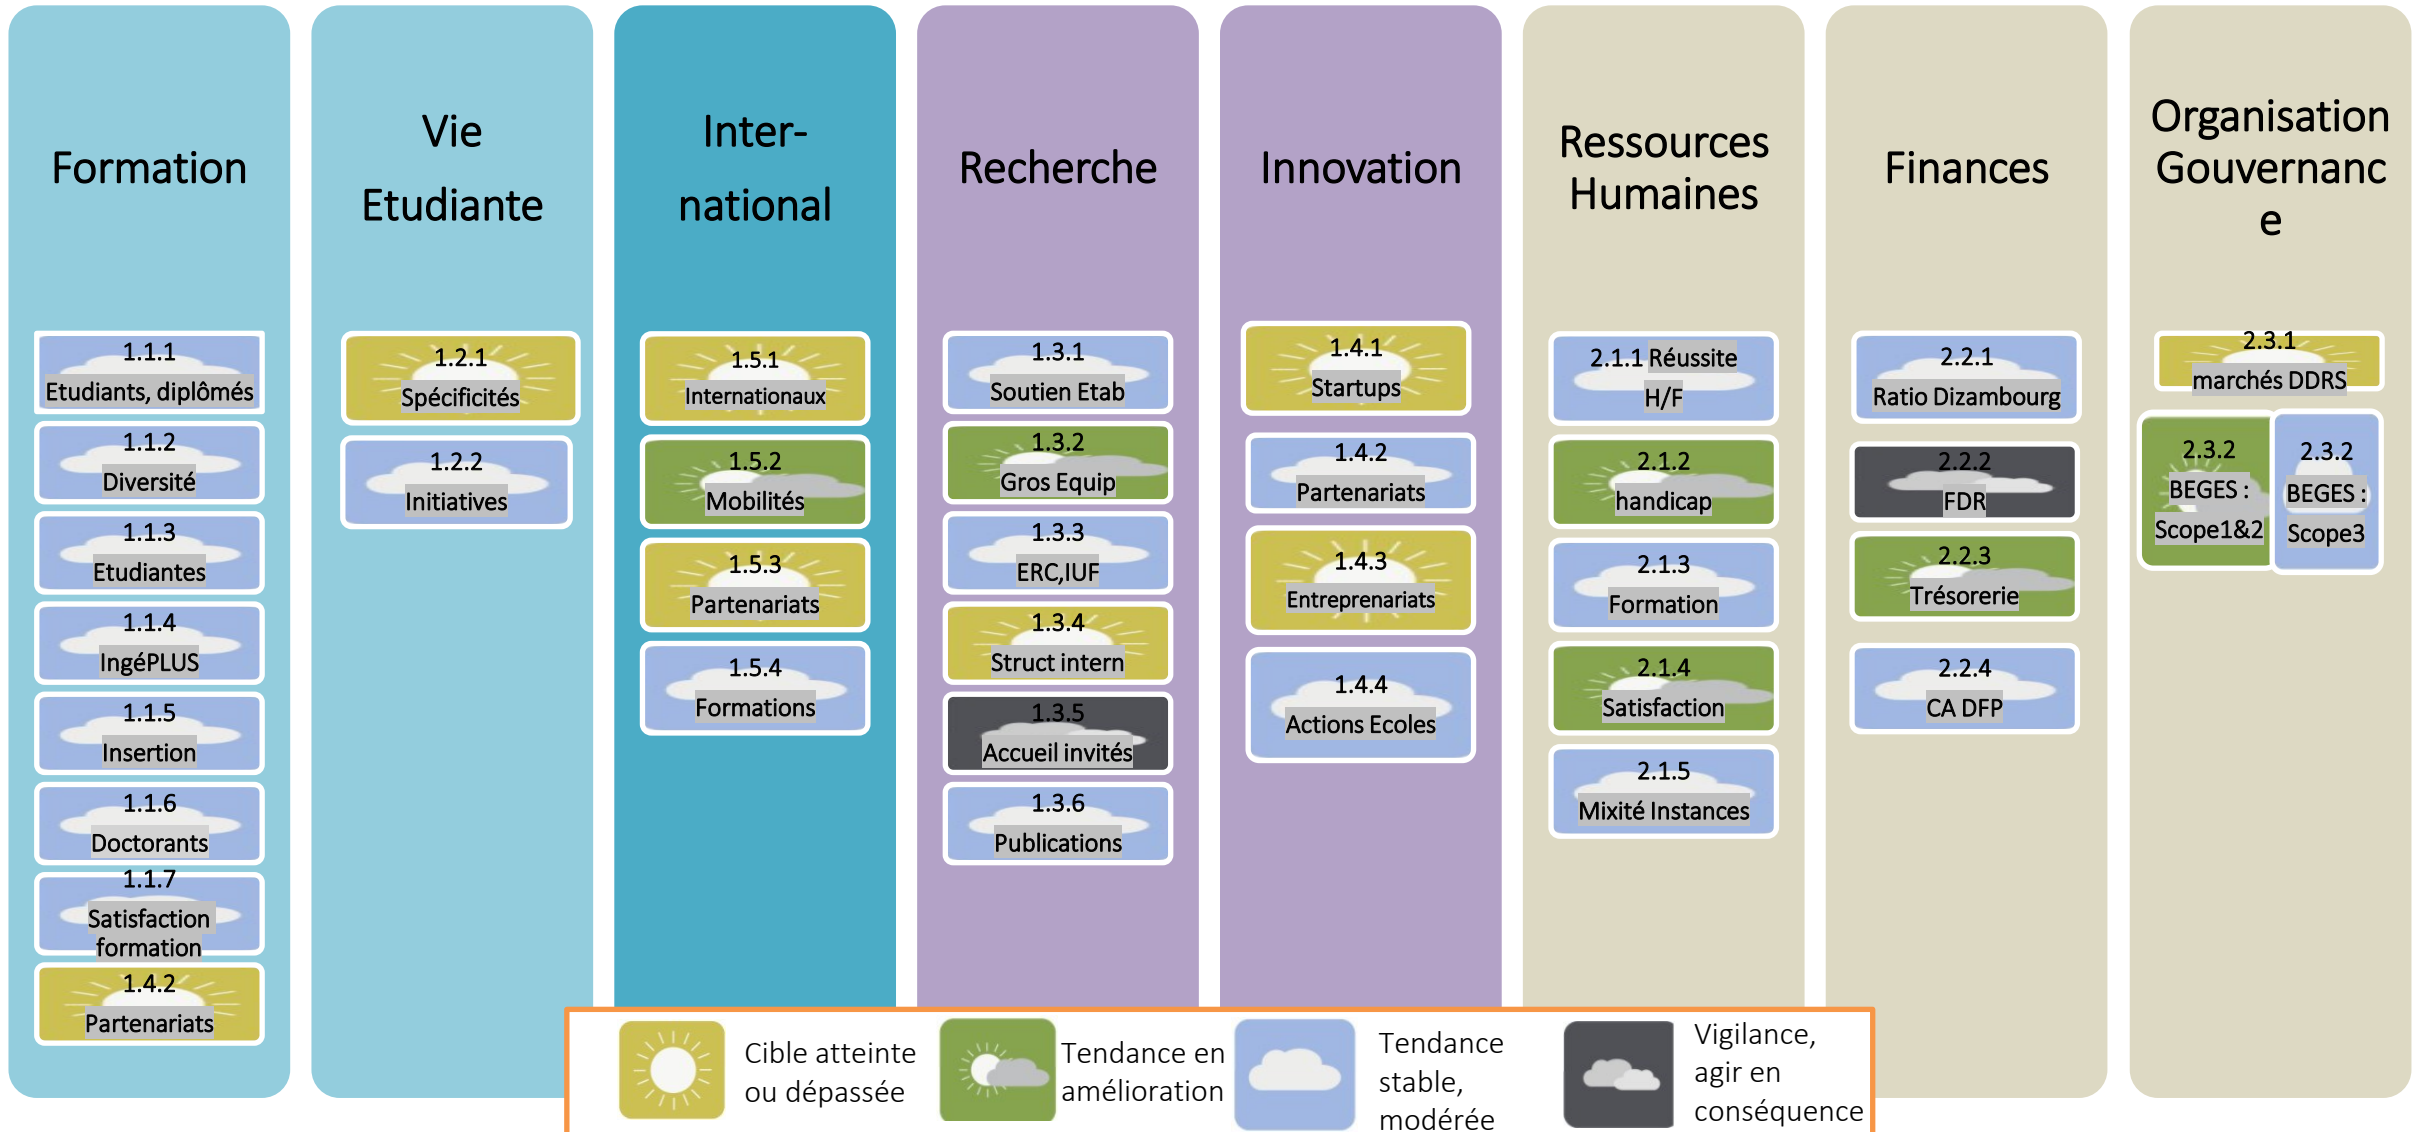 Formation
1.1.1
Etudiants, diplômés
1.1.2
Diversité
1.1.3
Etudiantes
1.1.4
IngéPLUS
1.1.5
Insertion
1.1.6
Doctorants
1.1.7
Satisfaction
formation
1.4.2
Partenariats
Vie
Etudiante
1.2.1
Spécificités
1.2.2
Initiatives
Inter-
national
1.5.1
Internationaux
1.5.2
Mobilités
1.5.3
Partenariats
1.5.4
Formations
Recherche
1.3.1
Soutien Etab
1.3.2
Gros Equip
1.3.3
ERC,IUF
1.3.4
Struct intern
1.3.5
Accueil invités
1.3.6
Publications
Innovation
1.4.1
Startups
1.4.2
Partenariats
1.4.3
Entreprenariats
1.4.4
Actions Ecoles
Ressources
Humaines
2.1.1 Réussite
H/F
2.1.2
handicap
2.1.3
Formation
2.1.4
Satisfaction
2.1.5
Mixité Instances
Finances
2.2.1
Ratio Dizambourg
2.2.2
FDR
2.2.3
Trésorerie
2.2.4
CA DFP
Organisation
Gouvernanc
e
2.3.1
marchés DDRS
2.3.2
BEGES :
Scope1&2
2.3.2
BEGES :
Scope3
Cible atteinte
ou dépassée
Tendance en
amélioration
Tendance
stable,
modérée
Vigilance,
agir en
conséquence